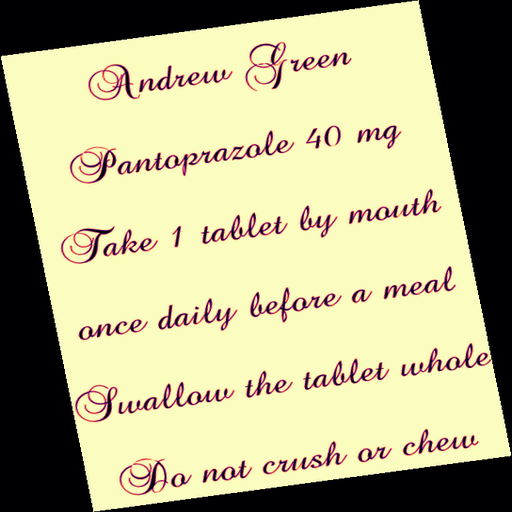 Andrew Green
Pantoprazole 40 mg
Take 1 tablet by mouth
once daily before a meal
Swallow the tablet whole
Do not crush or chew